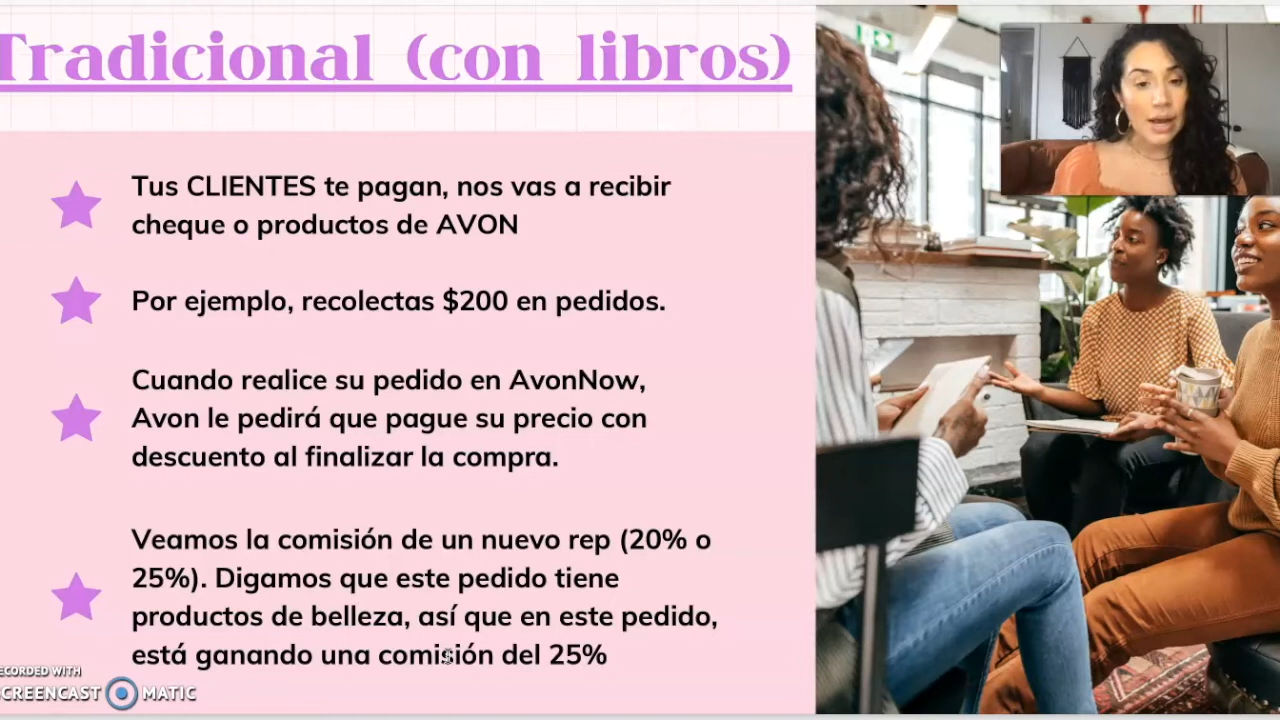 Tradicional (con libros)
Tus CLIENTES te pagan, nos vas a recibir
cheque o productos de AVON
Por ejemplo, recolectas $200 en pedidos.
Cuando realice su pedido en AvonNow,
Avon le pedirá que pague su precio con
descuento al finalizar la compra.
Veamos la comisión de un nuevo rep (20% o
25%). Digamos que este pedido tiene
productos de belleza, así que en este pedido,
está ganando una comisión del 25%
ECORDED WITH
SCREENCAST MATIC